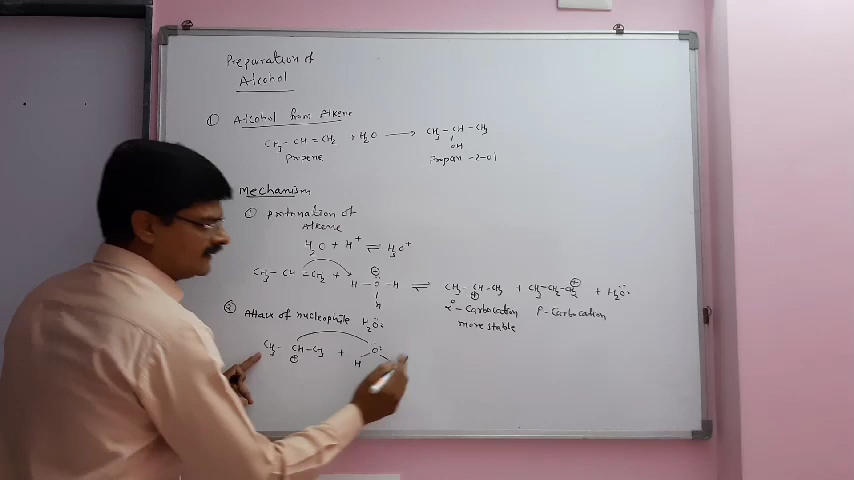 Preparation of
Alcohol
① Alcohol from Alkene
CH₃ - CH = CH₂ + H₂O ⟶ CH₃ - CH - CH₃
OH
Propene Propan -2-ol
Mechanism
① protonation of
Alkene
H₂O + H⁺ ⇌ H₃O⁺
CH₃ - CH = CH₂ + H - O - H ⇌ CH₃ - CH - CH₃ + CH₃-CH₂-CH₂ + H₂O:
H
2° - Carbocation P - Carbocation
more stable
② Attack of nucleophile H₂O:
CH₃ - CH - CH₃ + O:
H